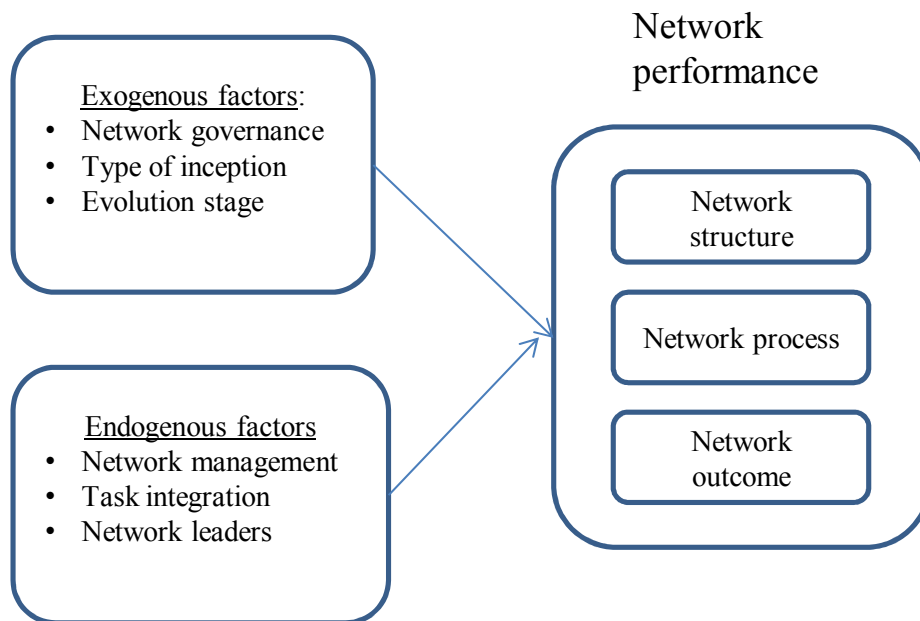 Network
performance
Exogenous factors:
• Network governance
• Type of inception
• Evolution stage
Network
structure
Network process
Network
outcome
Endogenous factors
• Network management
• Task integration
• Network leaders